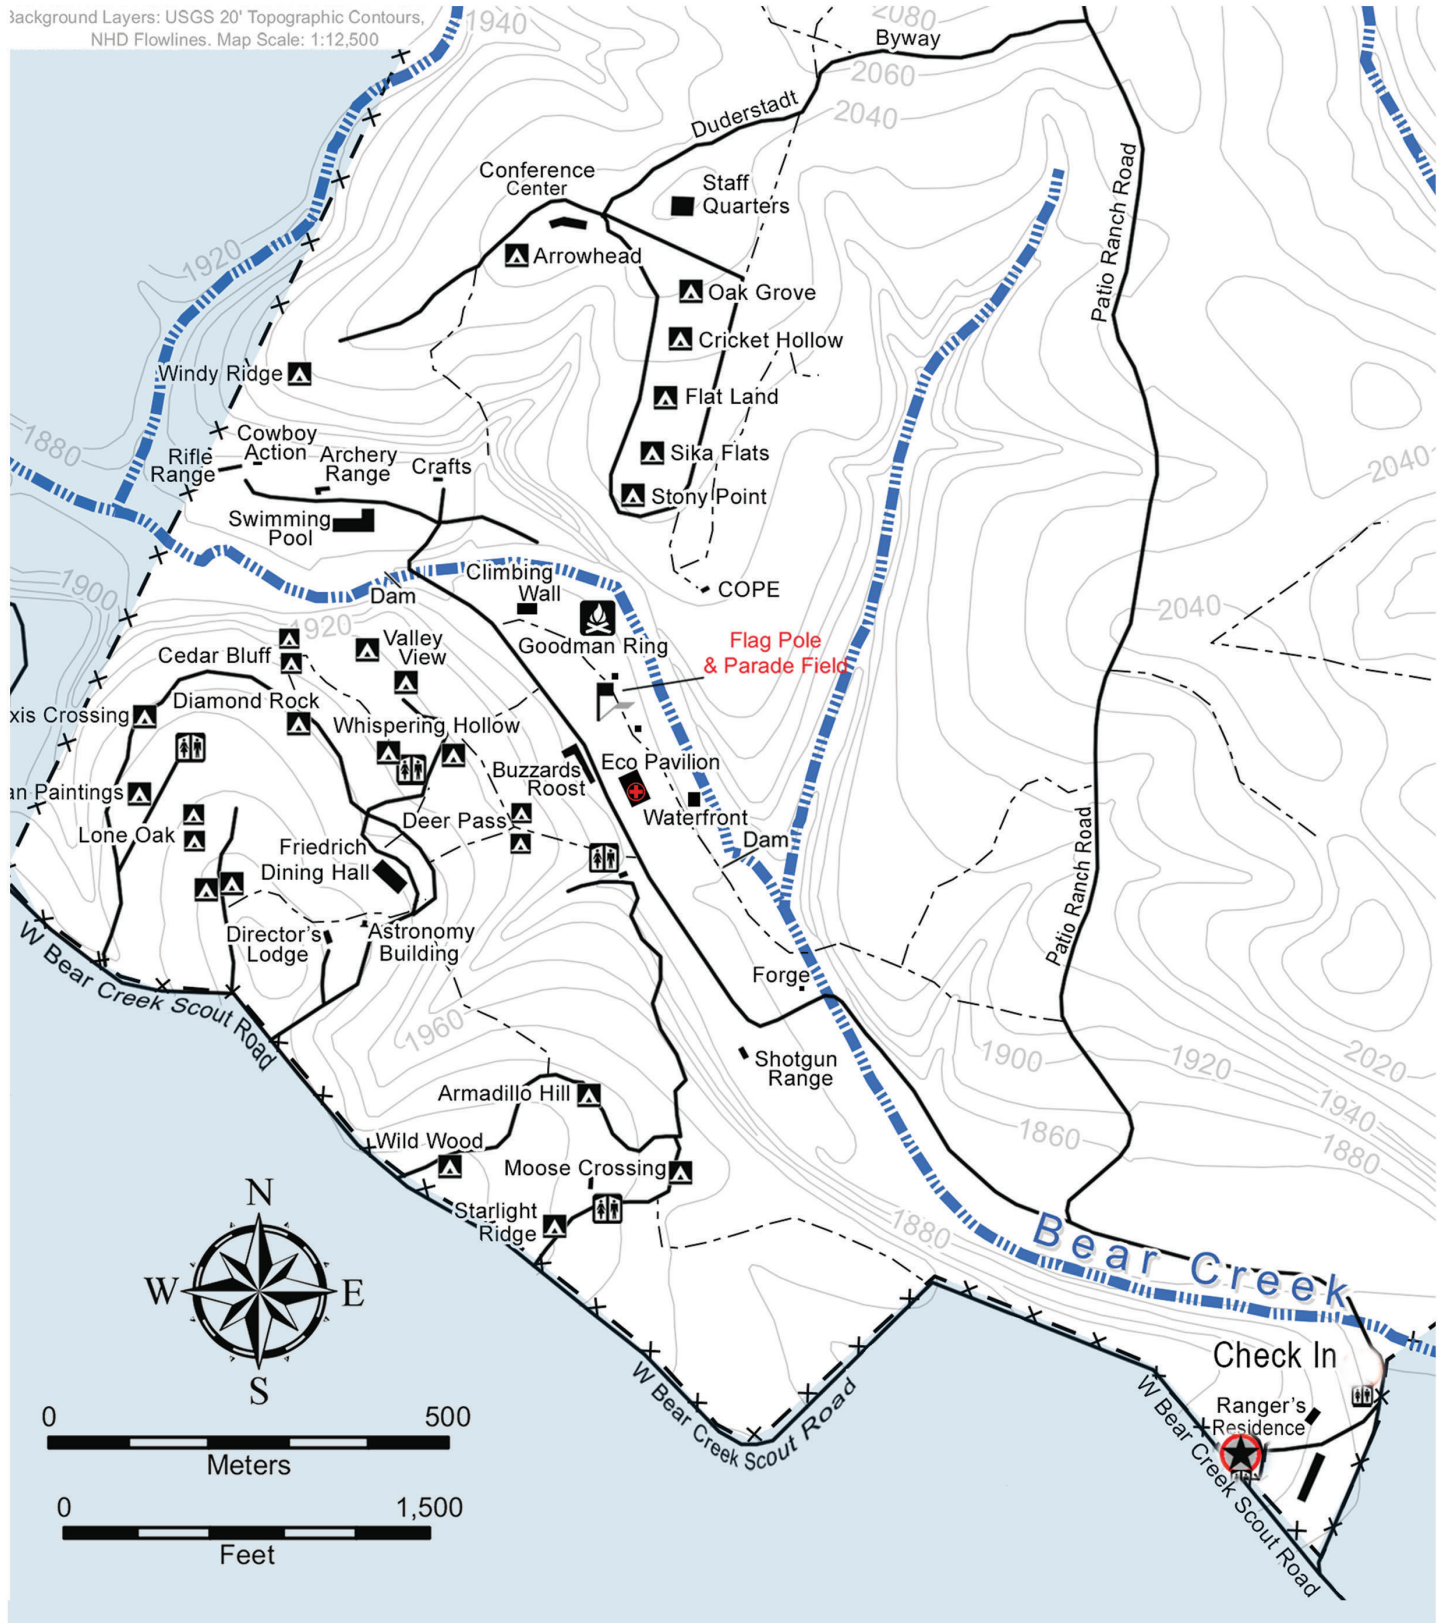 Background Layers: USGS 20' Topographic Contours,
NHD Flowlines. Map Scale: 1:12,500
1940
2080
Byway
2060
2040
Duderstadt
Conference
Center
Staff
Quarters
Patio Ranch Road
1920
Arrowhead
Oak Grove
Cricket Hollow
Windy Ridge
Flat Land
1880
Cowboy
Action
Rifle
Range
Archery
Range
Crafts
Sika Flats
2040
Stony Point
Swimming
Pool
1900
Climbing
Wall
Dam
COPE
2040
1920
Valley
View
Goodman Ring
Flag Pole
& Parade Field
Cedar Bluff
Diamond Rock
xis Crossing
Whispering Hollow
Buzzards
Roost
Eco Pavilion
an Paintings
Waterfront
Deer Pass
Lone Oak
Dam
Friedrich
Dining Hall
Patio Ranch Road
Director's
Lodge
Astronomy
Building
W Bear Creek Scout Road
Forge
1960
Shotgun
Range
1900
1920
2020
1940
Armadillo Hill
1860
1880
Wild Wood
Moose Crossing
Starlight
Ridge
1880
Bear Creek
N
W
E
S
Check In
W Bear Creek Scout Road
W Bear Creek Scout Road
Ranger's
Residence
0 500
Meters
0 1,500
Feet